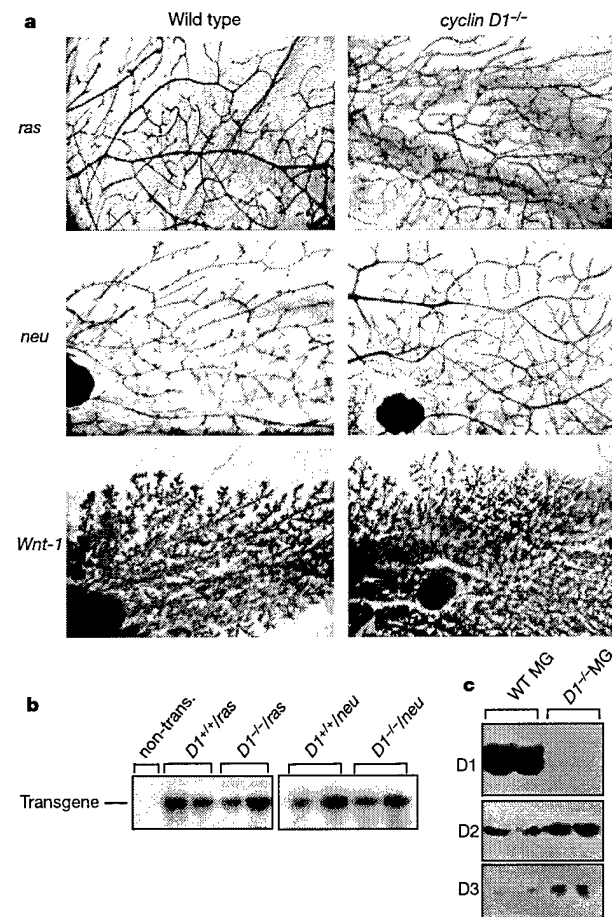 a
Wild type
cyclin D1–/–
ras
neu
Wnt-1
b
non-trans.
D1+/+/ras
D1–/–/ras
D1+/+/neu
D1–/–/neu
Transgene
c
WT MG
D1–/–MG
D1
D2
D3